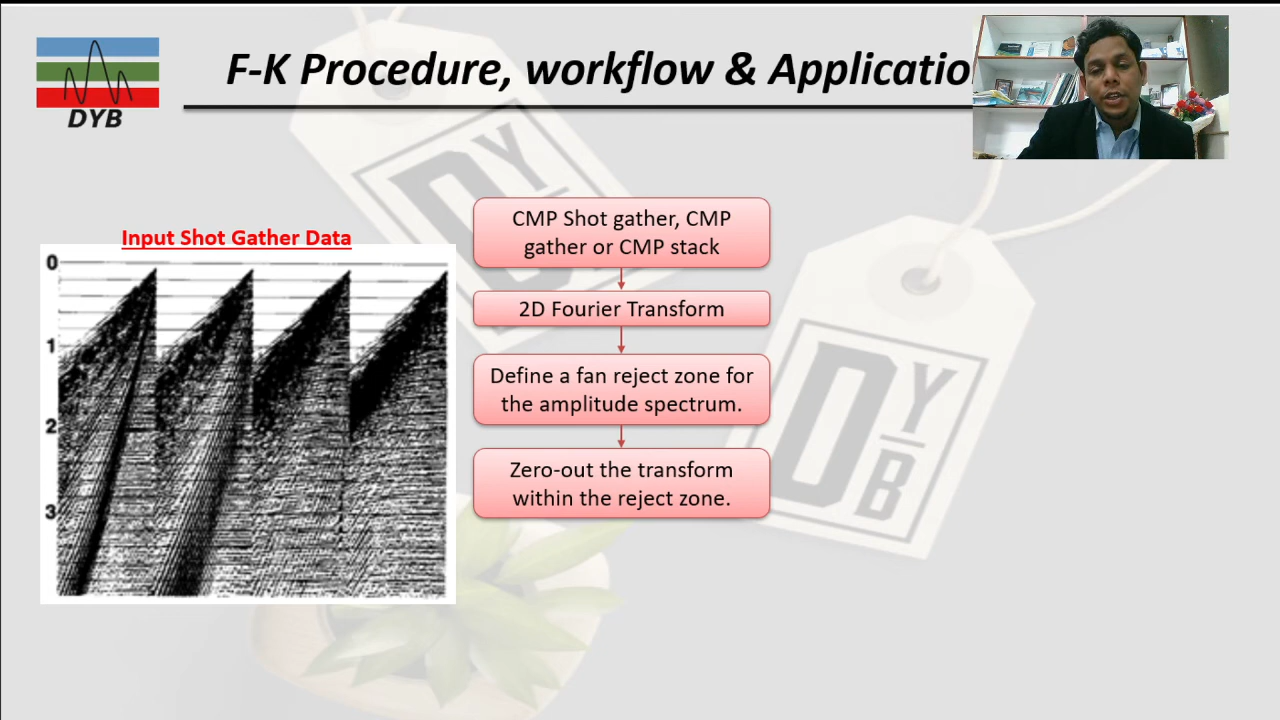 F-K Procedure, workflow & Applicatio
DYB
Input Shot Gather Data
0
1
2
3
CMP Shot gather, CMP
gather or CMP stack
2D Fourier Transform
Define a fan reject zone for
the amplitude spectrum.
Zero-out the transform
within the reject zone.
DYB
DYB